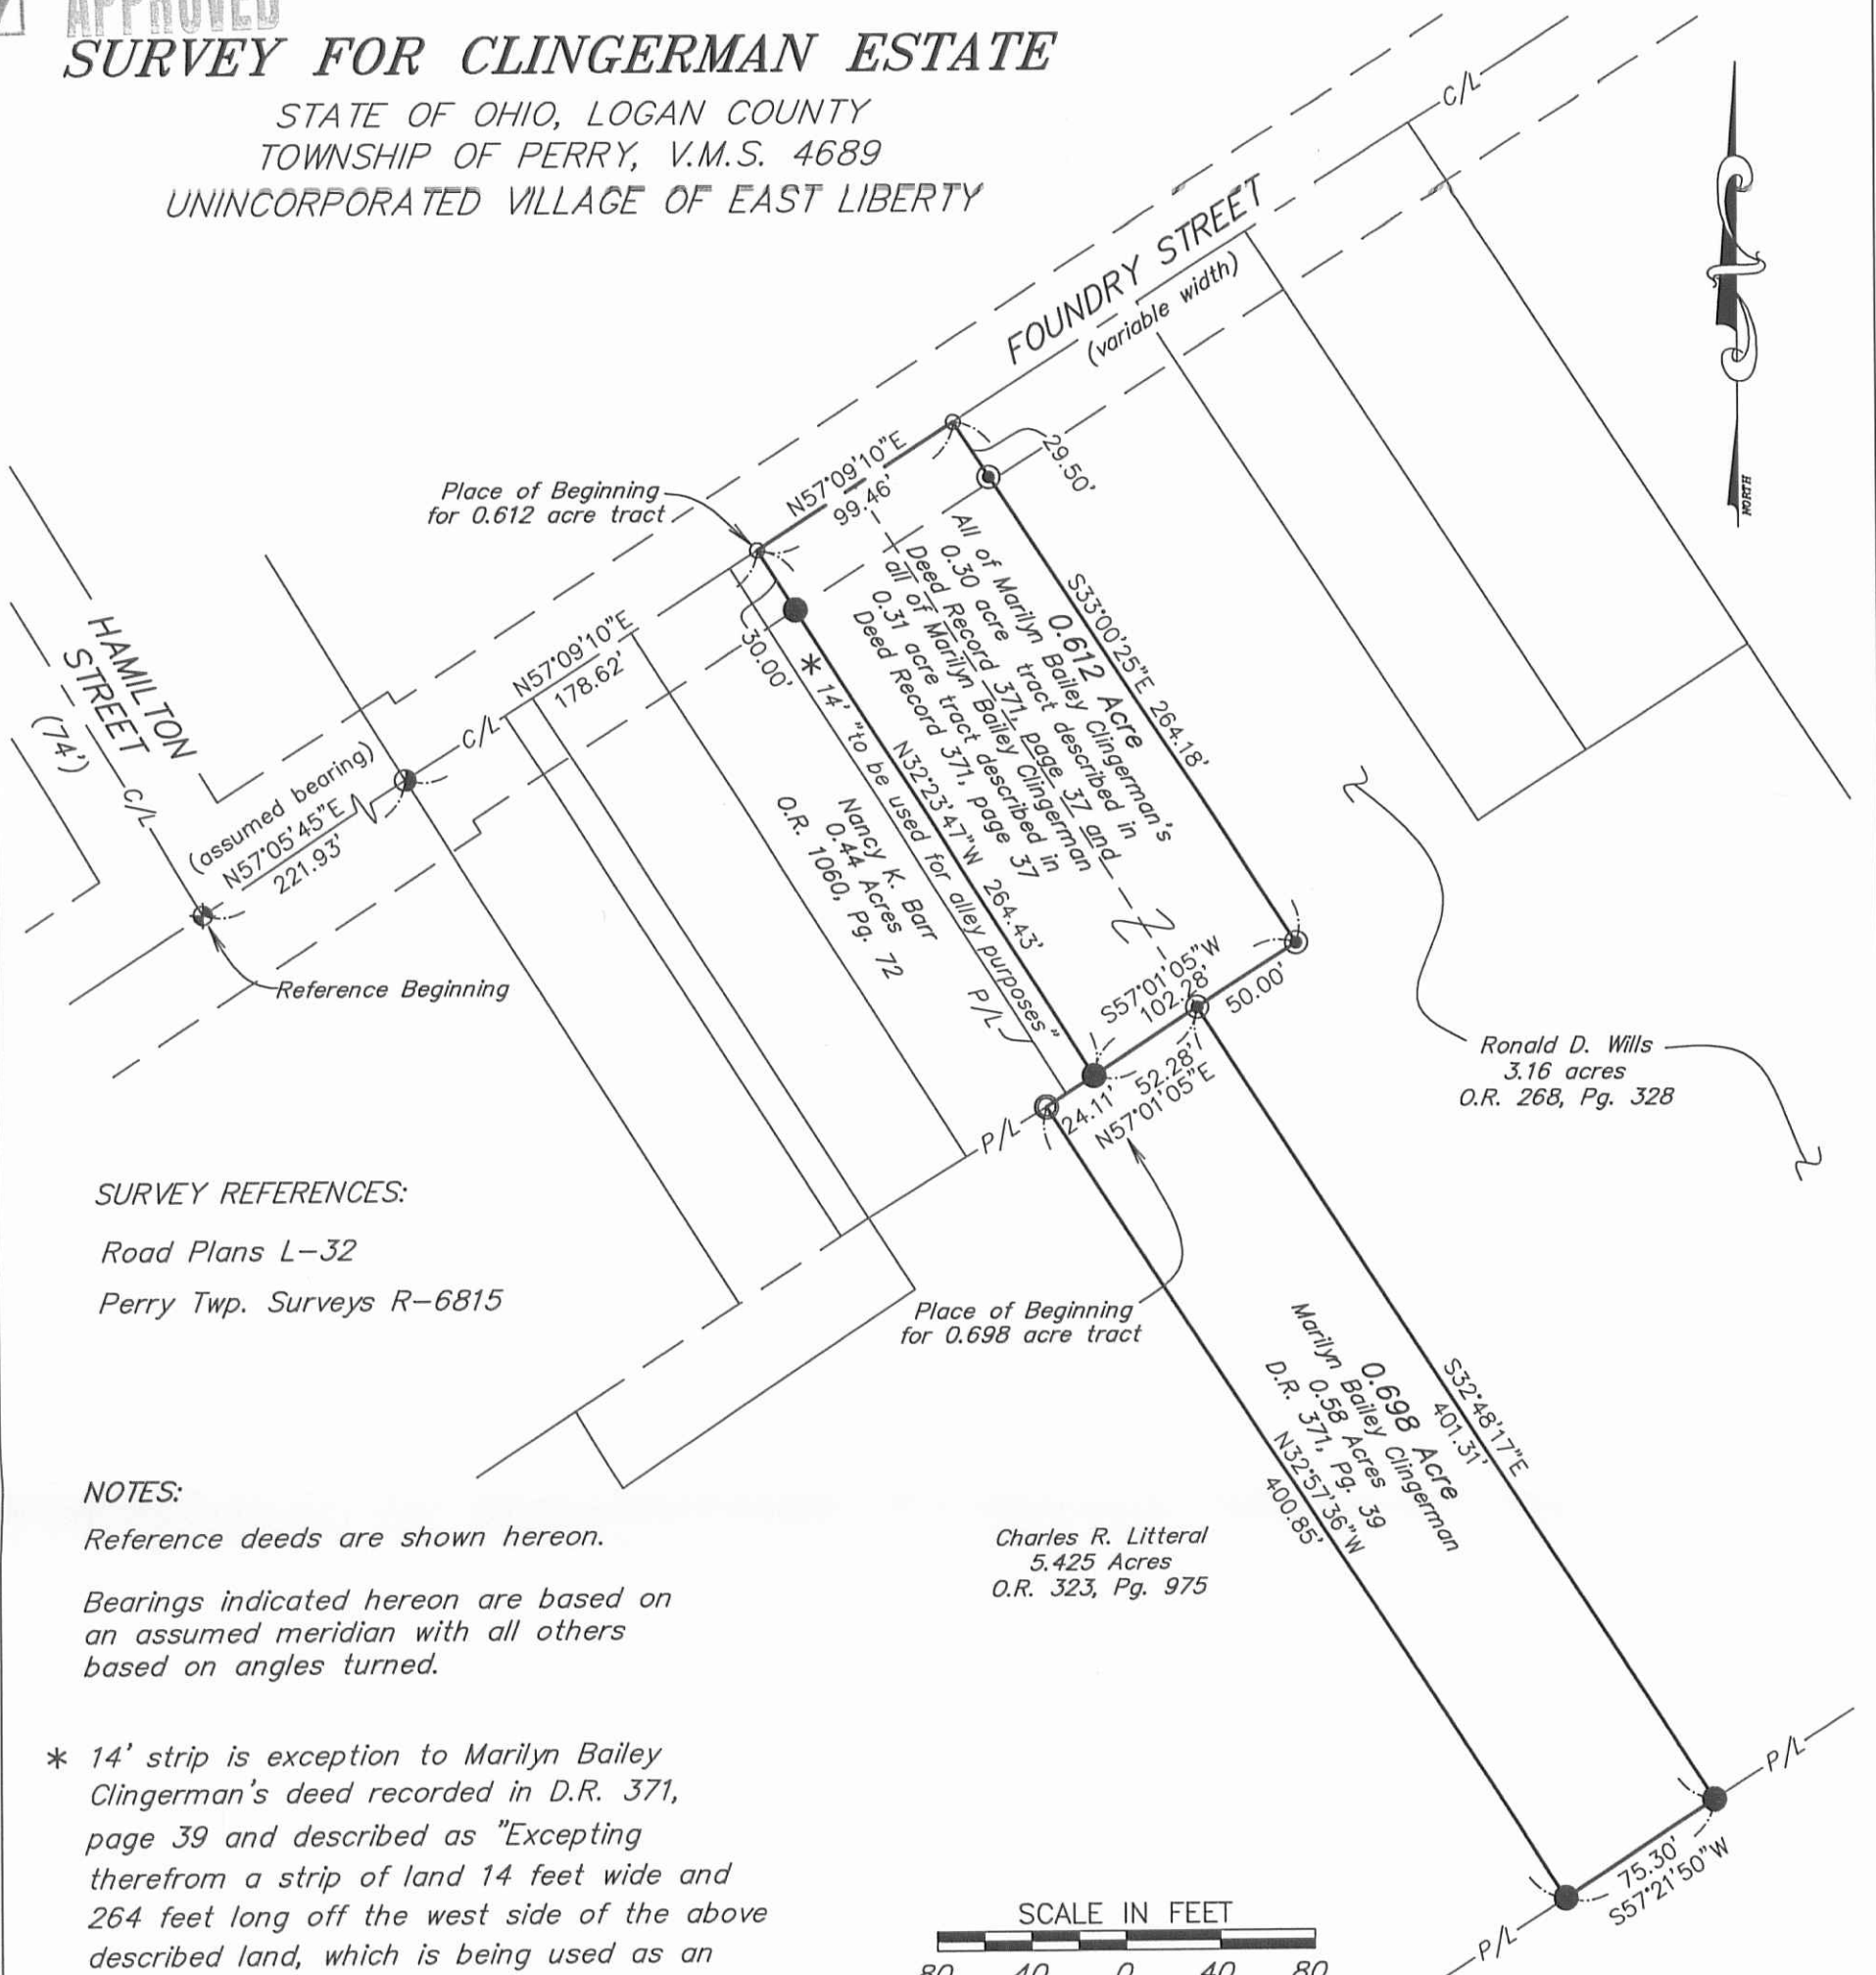 APPROVED
SURVEY FOR CLINGERMAN ESTATE
STATE OF OHIO, LOGAN COUNTY
TOWNSHIP OF PERRY, V.M.S. 4689
UNINCORPORATED VILLAGE OF EAST LIBERTY
C/L
NORTH
FOUNDRY STREET
(variable width)
N57°09'10"E
99.46'
29.50'
Place of Beginning
for 0.612 acre tract
N57°09'10"E
178.62'
30.00'
HAMILTON
STREET
(74')
C/L
C/L
(assumed bearing)
N57°05'45"E
221.93'
Reference Beginning
S33°00'25"E 264.18'
0.612 Acre
All of Marilyn Bailey Clingerman's
0.30 acre tract described in
Deed Record 371, page 37 and
all of Marilyn Bailey Clingerman
0.31 acre tract described in
Deed Record 371, page 37
N32°23'47"W 264.43'
* 14' "to be used for alley purposes"
P/L
Nancy K. Barr
0.44 Acres
O.R. 1060, Pg. 72
S57°01'05"W
102.28'
50.00'
24.11'
52.28'
N57°01'05"E
P/L
Ronald D. Wills
3.16 acres
O.R. 268, Pg. 328
SURVEY REFERENCES:
Road Plans L-32
Perry Twp. Surveys R-6815
Place of Beginning
for 0.698 acre tract
S32°48'17"E
401.31'
0.698 Acre
Marilyn Bailey Clingerman
0.58 Acres
D.R. 371, Pg. 39
N32°57'36"W
400.85'
NOTES:
Reference deeds are shown hereon.
Bearings indicated hereon are based on
an assumed meridian with all others
based on angles turned.
Charles R. Litteral
5.425 Acres
O.R. 323, Pg. 975
* 14' strip is exception to Marilyn Bailey
Clingerman's deed recorded in D.R. 371,
page 39 and described as "Excepting
therefrom a strip of land 14 feet wide and
264 feet long off the west side of the above
described land, which is being used as an
P/L
75.30'
S57°21'50"W
P/L
SCALE IN FEET
80 40 0 40 80